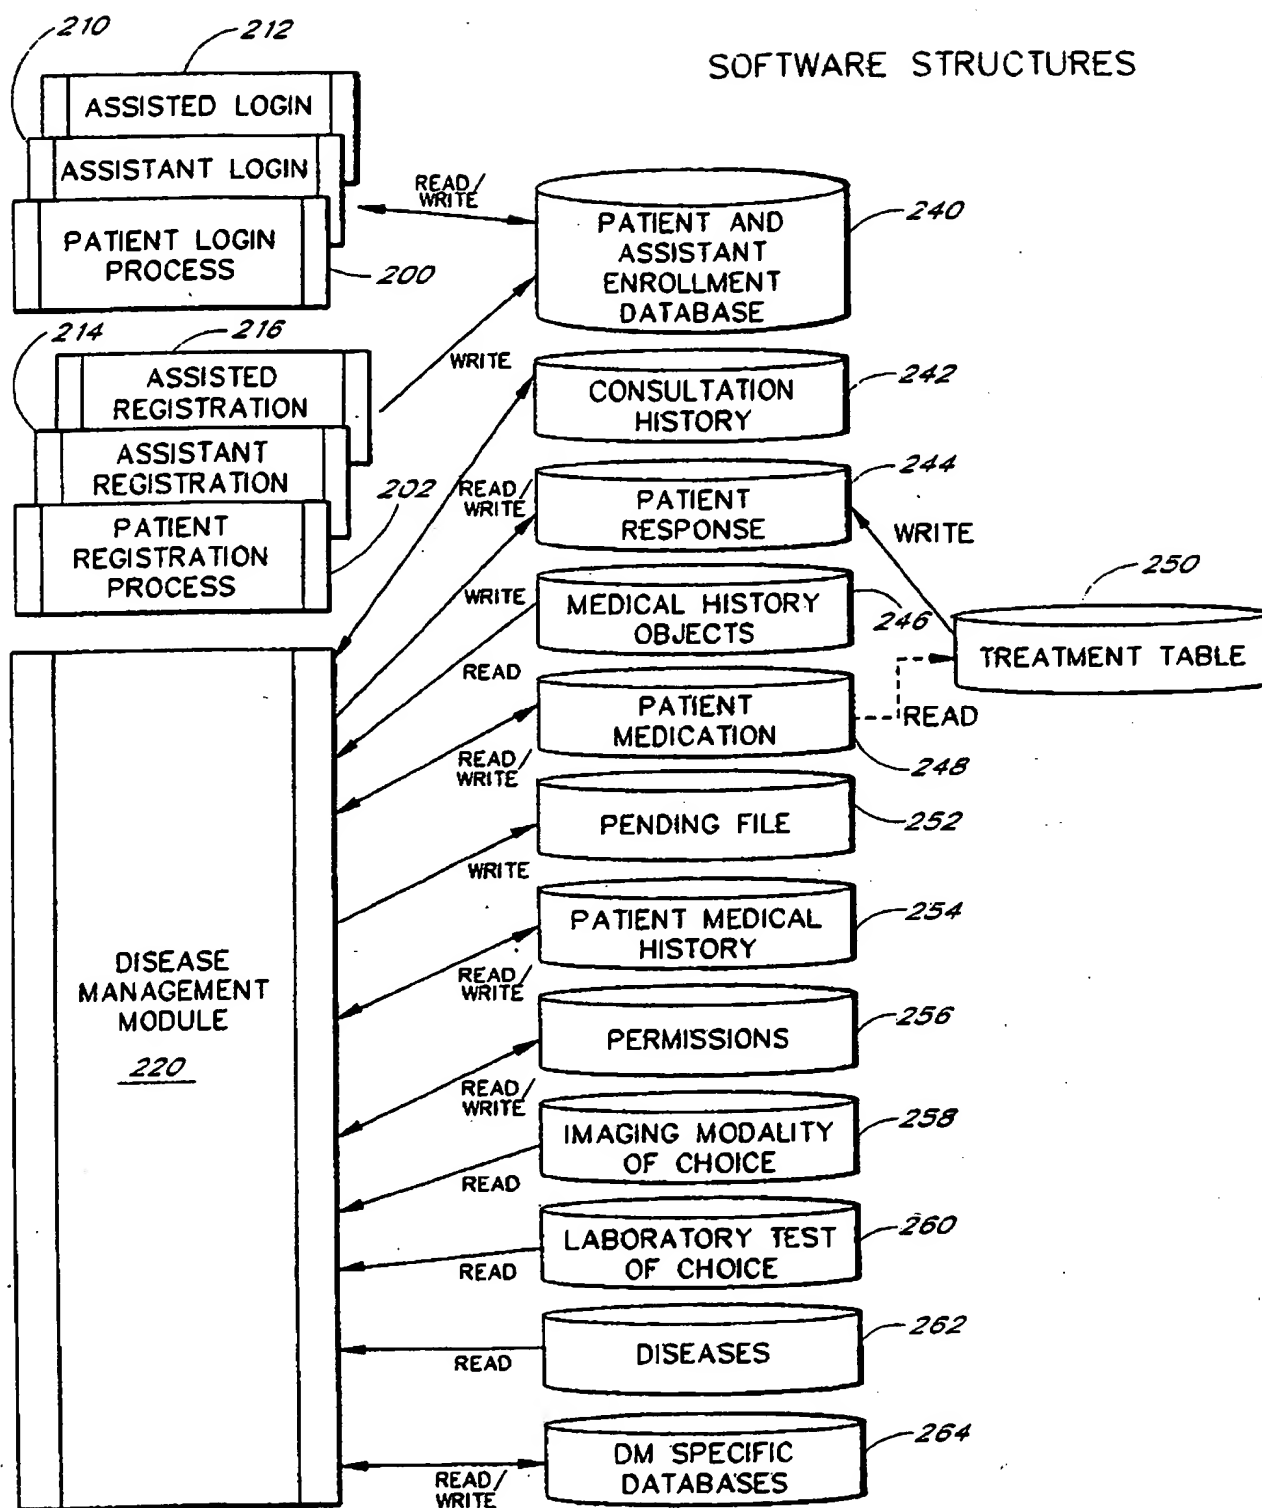 SOFTWARE STRUCTURES
210
212
ASSISTED LOGIN
ASSISTANT LOGIN
PATIENT LOGIN
PROCESS
200
READ/
WRITE
PATIENT AND
ASSISTANT
ENROLLMENT
DATABASE
240
214
216
ASSISTED
REGISTRATION
ASSISTANT
REGISTRATION
PATIENT
REGISTRATION
PROCESS
202
WRITE
CONSULTATION
HISTORY
242
READ/
WRITE
PATIENT
RESPONSE
244
WRITE
250
TREATMENT TABLE
WRITE
MEDICAL HISTORY
OBJECTS
246
READ
PATIENT
MEDICATION
248
READ
READ/
WRITE
PENDING FILE
252
WRITE
PATIENT MEDICAL
HISTORY
254
READ/
WRITE
DISEASE
MANAGEMENT
MODULE
220
PERMISSIONS
256
READ/
WRITE
IMAGING MODALITY
OF CHOICE
258
READ
LABORATORY TEST
OF CHOICE
260
READ
DISEASES
262
READ
DM SPECIFIC
DATABASES
264
READ/
WRITE